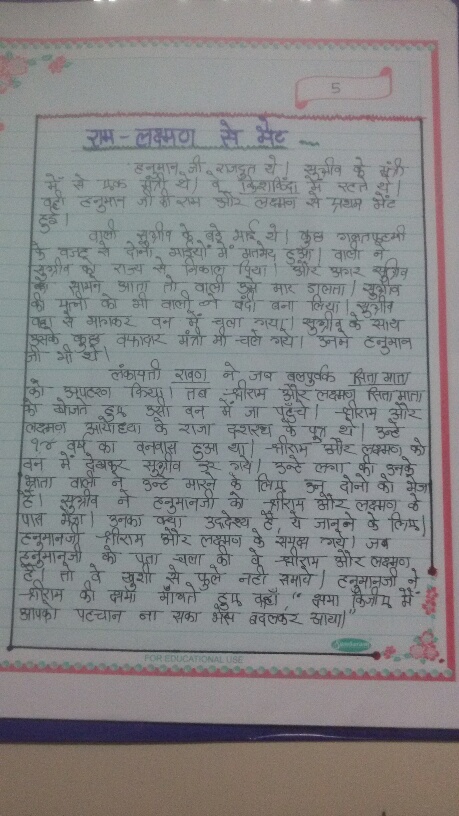 5
राम - लक्ष्मण से भेट
हनुमान जी राजदूत थे। सुग्रीव के मंत्री
में से एक मंत्री थे। वे किशकिंदा में रहते थे।
वही हनुमान जी की राम और लक्ष्मण से प्रथम भेंट
हुई।
वाली सुग्रीव के बड़े भाई थे। कुछ गलतफहमी
के वजह से दोनो भाइयों में मतभेद हुआ। वाली ने
सुग्रीव को राज्य से निकाल दिया। और अगर सुग्रीव
सामने आता तो वाली उसे मार डालता। सुग्रीव
की पत्नी को भी वाली ने बंदी बना लिया। सुग्रीव
वहा से भागकर वन में चला गया। सुग्रीव के साथ
उसके कुछ वफादार मंत्री भी चले गये। उनमे हनुमान
जी भी थे।
लंकापती रावण ने जब बलपुर्वक सिता माता
को अपहरण किया। तब श्रीराम और लक्ष्मण सिता माता
को खोजते हुए उसी वन में जा पहुंचे। श्रीराम और
लक्ष्मण आयोध्या के राजा दशरथ के पुत्र थे। उन्हे
१४ वर्ष का वनवास हुआ था। श्रीराम और लक्ष्मण को
वन में देखकर सुग्रीव डर गये। उन्हे लगा की उनके
भ्राता वाली ने उन्हे मारने के लिए उन दोनो को भेजा
है। सुग्रीव ने हनुमानजी को श्रीराम और लक्ष्मण के
पास भेजा। उनका क्या उद्देश्य है, ये जानने के लिए।
हनुमानजी श्रीराम और लक्ष्मण के समक्ष गये। जब
हनुमानजी को पता चला की वे श्रीराम और लक्ष्मण
है। तो वे खुशी से फुले नही समाये। हनुमानजी ने
श्रीराम की क्षमा माँगते हुए कहाँ, "क्षमा किजीए मैं
आपको पहचान ना सका भेस बदलकर आया।"
FOR EDUCATIONAL USE
Sundaram